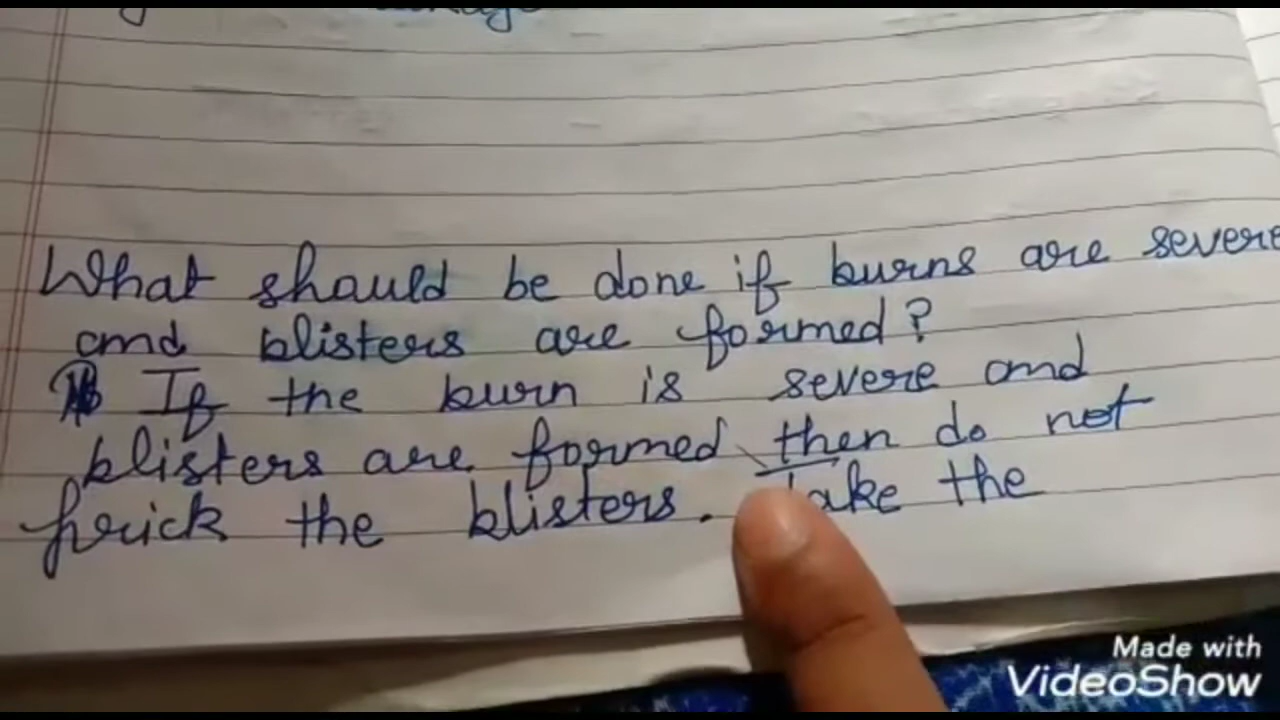 What should be done if burns are severe
and blisters are formed?
If the burn is severe and
blisters are formed then do not
prick the blisters. Take the
Made with
VideoShow